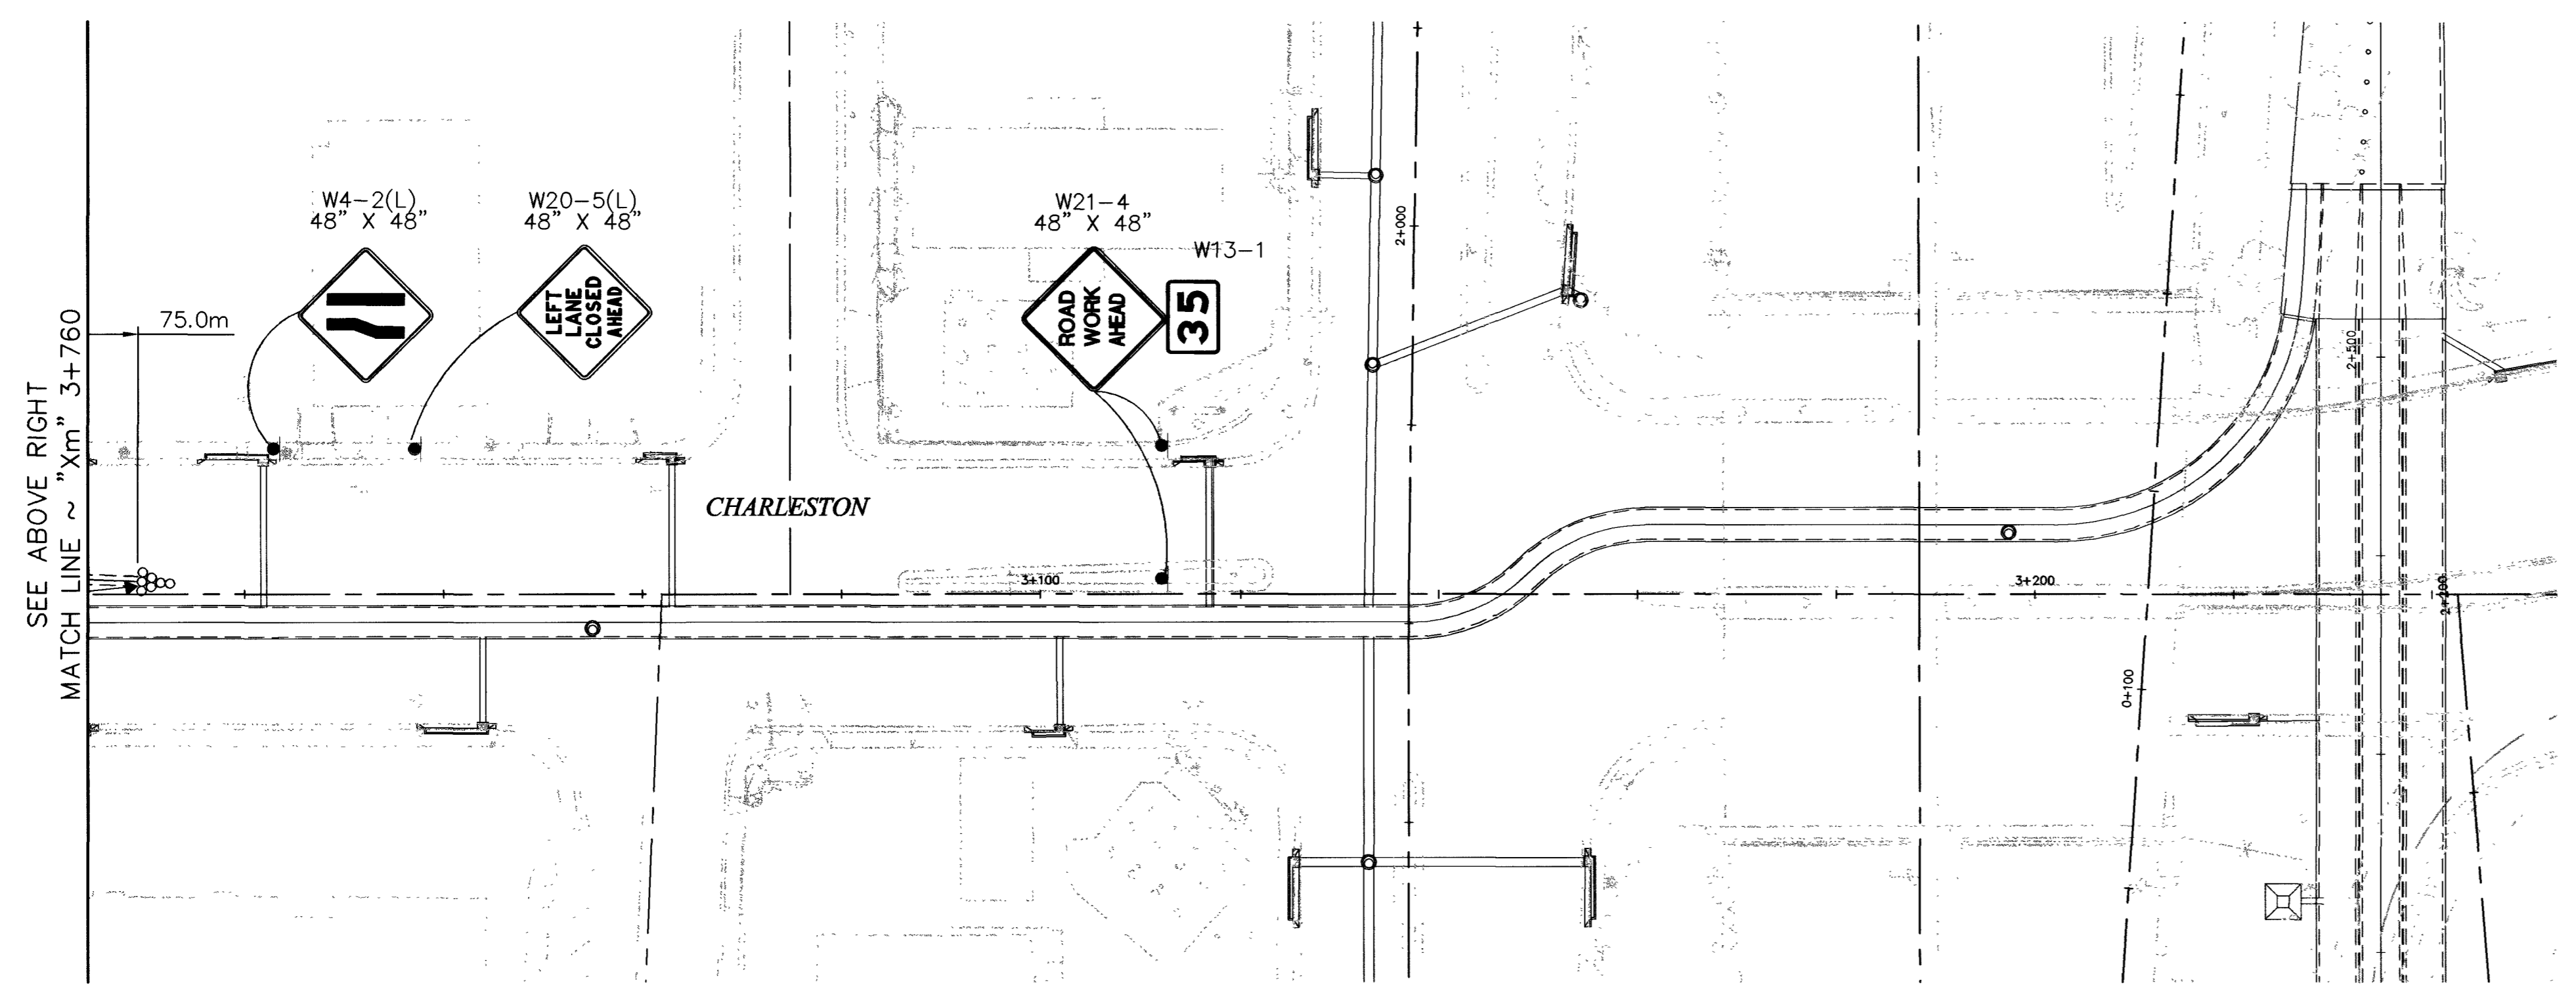 SEE ABOVE RIGHT
MATCH LINE ~ "Xm" 3+760
75.0m
W4-2(L)
48" X 48"
W20-5(L)
48" X 48"
LEFT
LANE
CLOSED
AHEAD
W21-4
48" X 48"
W13-1
ROAD
WORK
AHEAD
35
CHARLESTON
3+100
2+000
3+200
0+100
2+500
2+200